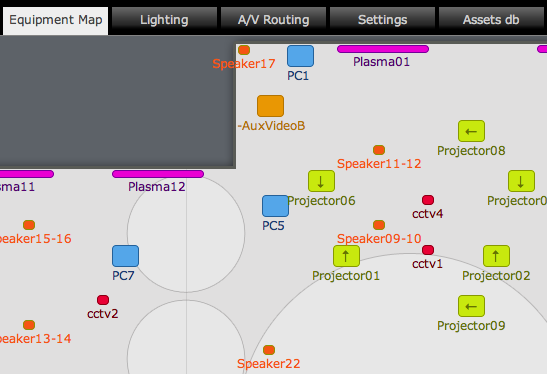 Equipment Map
Lighting
A/V Routing
Settings
Assets db
Speaker17
PC1
Plasma01
-AuxVideoB
Projector08
Speaker11-12
sma11
Plasma12
Projector06
Projector0
PC5
cctv4
peaker15-16
Speaker09-10
PC7
Projector01
cctv1
Projector02
cctv2
Projector09
peaker13-14
Speaker22